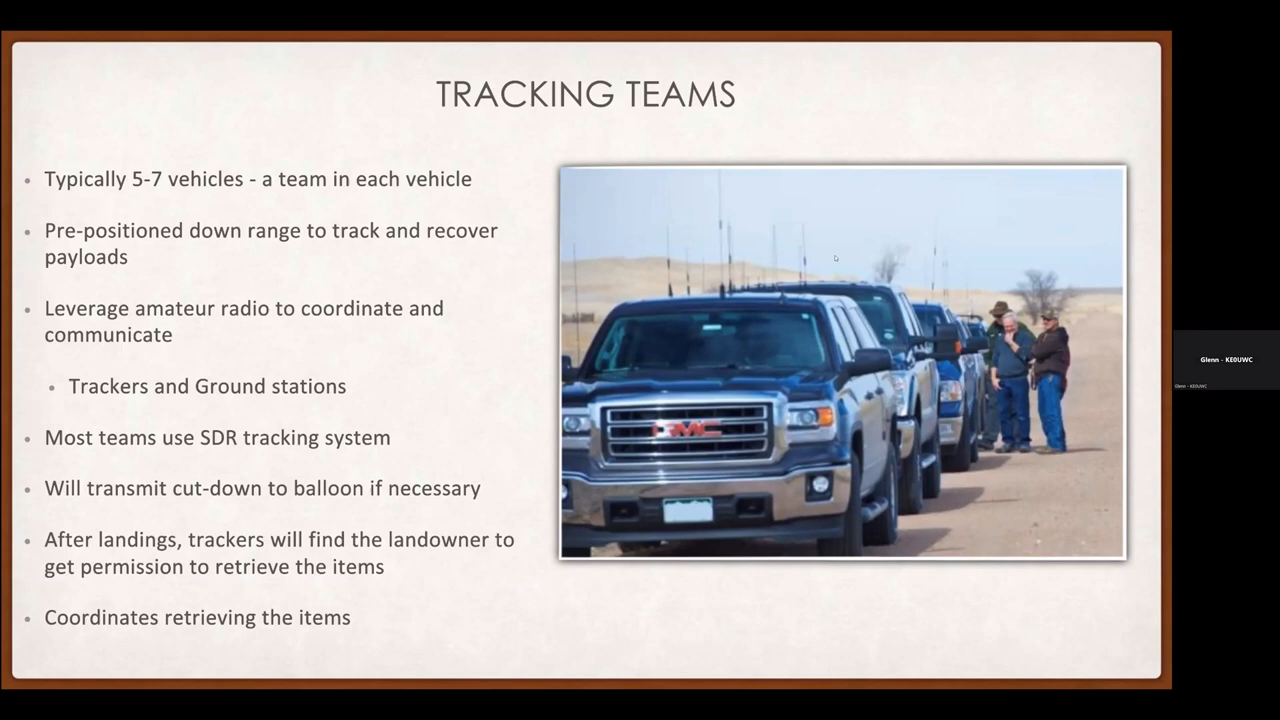 TRACKING TEAMS
• Typically 5-7 vehicles - a team in each vehicle
• Pre-positioned down range to track and recover
payloads
• Leverage amateur radio to coordinate and
communicate
• Trackers and Ground stations
• Most teams use SDR tracking system
• Will transmit cut-down to balloon if necessary
• After landings, trackers will find the landowner to
get permission to retrieve the items
• Coordinates retrieving the items
GMC
Glenn - KE0UWC
Glenn - KE0UWC